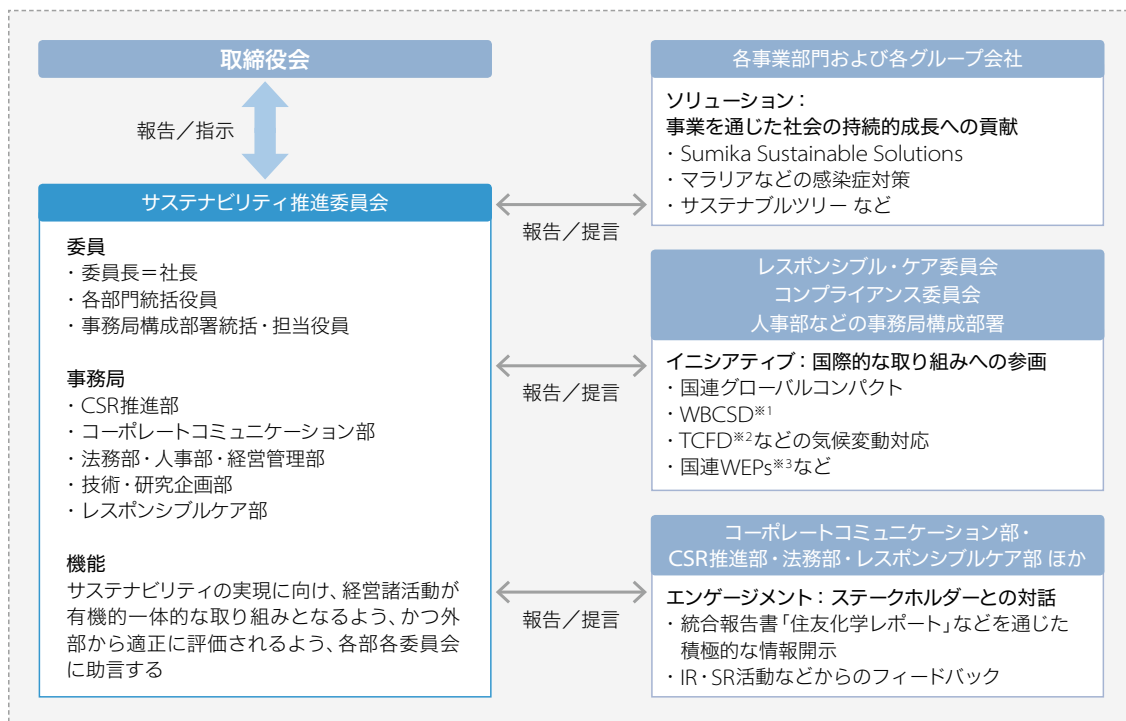 取締役会
報告／指示
サステナビリティ推進委員会
委員
・委員長＝社長
・各部門統括役員
・事務局構成部署統括・担当役員
事務局
・CSR推進部
・コーポレートコミュニケーション部
・法務部・人事部・経営管理部
・技術・研究企画部
・レスポンシブルケア部
機能
サステナビリティの実現に向け、経営諸活動が
有機的一体的な取り組みとなるよう、かつ外
部から適正に評価されるよう、各部各委員会
に助言する
報告／提言
各事業部門および各グループ会社
ソリューション：
事業を通じた社会の持続的成長への貢献
・Sumika Sustainable Solutions
・マラリアなどの感染症対策
・サステナブルツリー など
報告／提言
レスポンシブル・ケア委員会
コンプライアンス委員会
人事部などの事務局構成部署
イニシアティブ：国際的な取り組みへの参画
・国連グローバルコンパクト
・WBCSD※1
・TCFD※2などの気候変動対応
・国連WEPs※3など
報告／提言
コーポレートコミュニケーション部・
CSR推進部・法務部・レスポンシブルケア部 ほか
エンゲージメント：ステークホルダーとの対話
・統合報告書「住友化学レポート」などを通じた
積極的な情報開示
・IR・SR活動などからのフィードバック